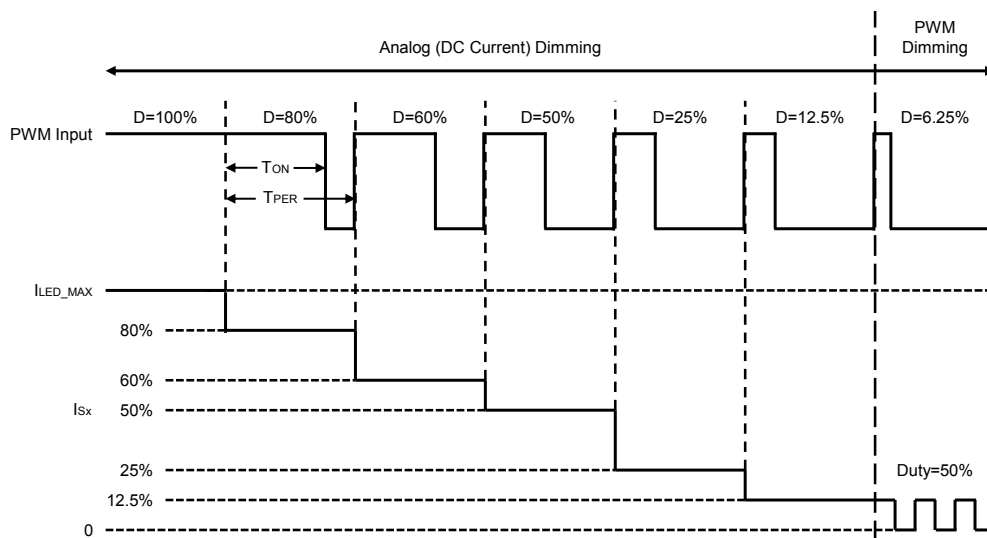 Analog (DC Current) Dimming
PWM
Dimming
D=100%
D=80%
D=60%
D=50%
D=25%
D=12.5%
D=6.25%
PWM Input
TON
TPER
ILED_MAX
80%
60%
ISx
50%
25%
Duty=50%
12.5%
0